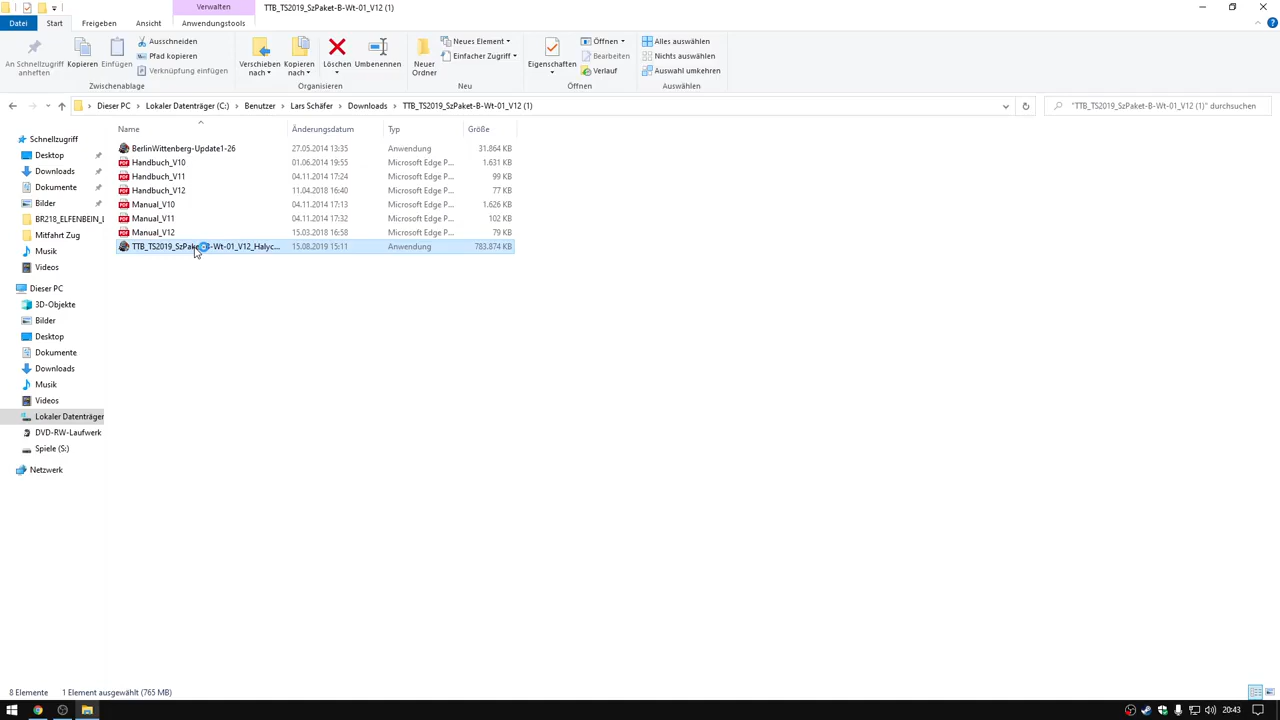 Verwalten
TTB_TS2019_SzPaket-B-Wt-01_V12 (1)
Datei
Start
Freigeben
Ansicht
Anwendungstools
An Schnellzugriff
anheften
Kopieren
Einfügen
Ausschneiden
Pfad kopieren
Verknüpfung einfügen
Zwischenablage
Verschieben
nach
Kopieren
nach
Löschen
Umbenennen
Organisieren
Neuer
Ordner
Neues Element
Einfacher Zugriff
Neu
Eigenschaften
Öffnen
Bearbeiten
Verlauf
Öffnen
Alles auswählen
Nichts auswählen
Auswahl umkehren
Auswählen
Dieser PC
Lokaler Datenträger (C:)
Benutzer
Lars Schäfer
Downloads
TTB_TS2019_SzPaket-B-Wt-01_V12 (1)
"TTB_TS2019_SzPaket-B-Wt-01_V12 (1)" durchsuchen
Name Änderungsdatum Typ Größe
BerlinWittenberg-Update1-26 27.05.2014 13:35 Anwendung 31.864 KB
Handbuch_V10 01.06.2014 19:55 Microsoft Edge P... 1.631 KB
Handbuch_V11 04.11.2014 17:24 Microsoft Edge P... 99 KB
Handbuch_V12 11.04.2018 16:40 Microsoft Edge P... 77 KB
Manual_V10 04.11.2014 17:13 Microsoft Edge P... 1.626 KB
Manual_V11 04.11.2014 17:32 Microsoft Edge P... 102 KB
Manual_V12 15.03.2018 16:58 Microsoft Edge P... 79 KB
TTB_TS2019_SzPaket-B-Wt-01_V12_Halyc... 15.08.2019 15:11 Anwendung 783.874 KB
Schnellzugriff
Desktop
Downloads
Dokumente
Bilder
BR218_ELFENBEIN_L
Mitfahrt Zug
Musik
Videos
Dieser PC
3D-Objekte
Bilder
Desktop
Dokumente
Downloads
Musik
Videos
Lokaler Datenträger
DVD-RW-Laufwerk
Spiele (S:)
Netzwerk
8 Elemente
1 Element ausgewählt (765 MB)
20:43